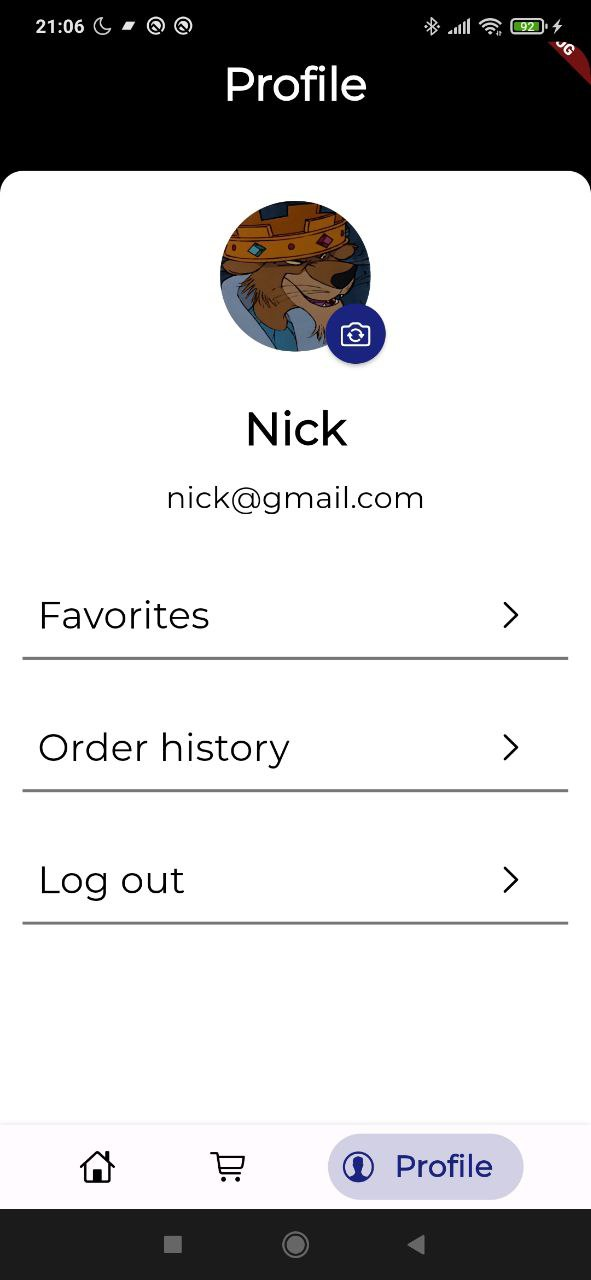 21:06
92
Profile
Nick
nick@gmail.com
Favorites
Order history
Log out
Profile